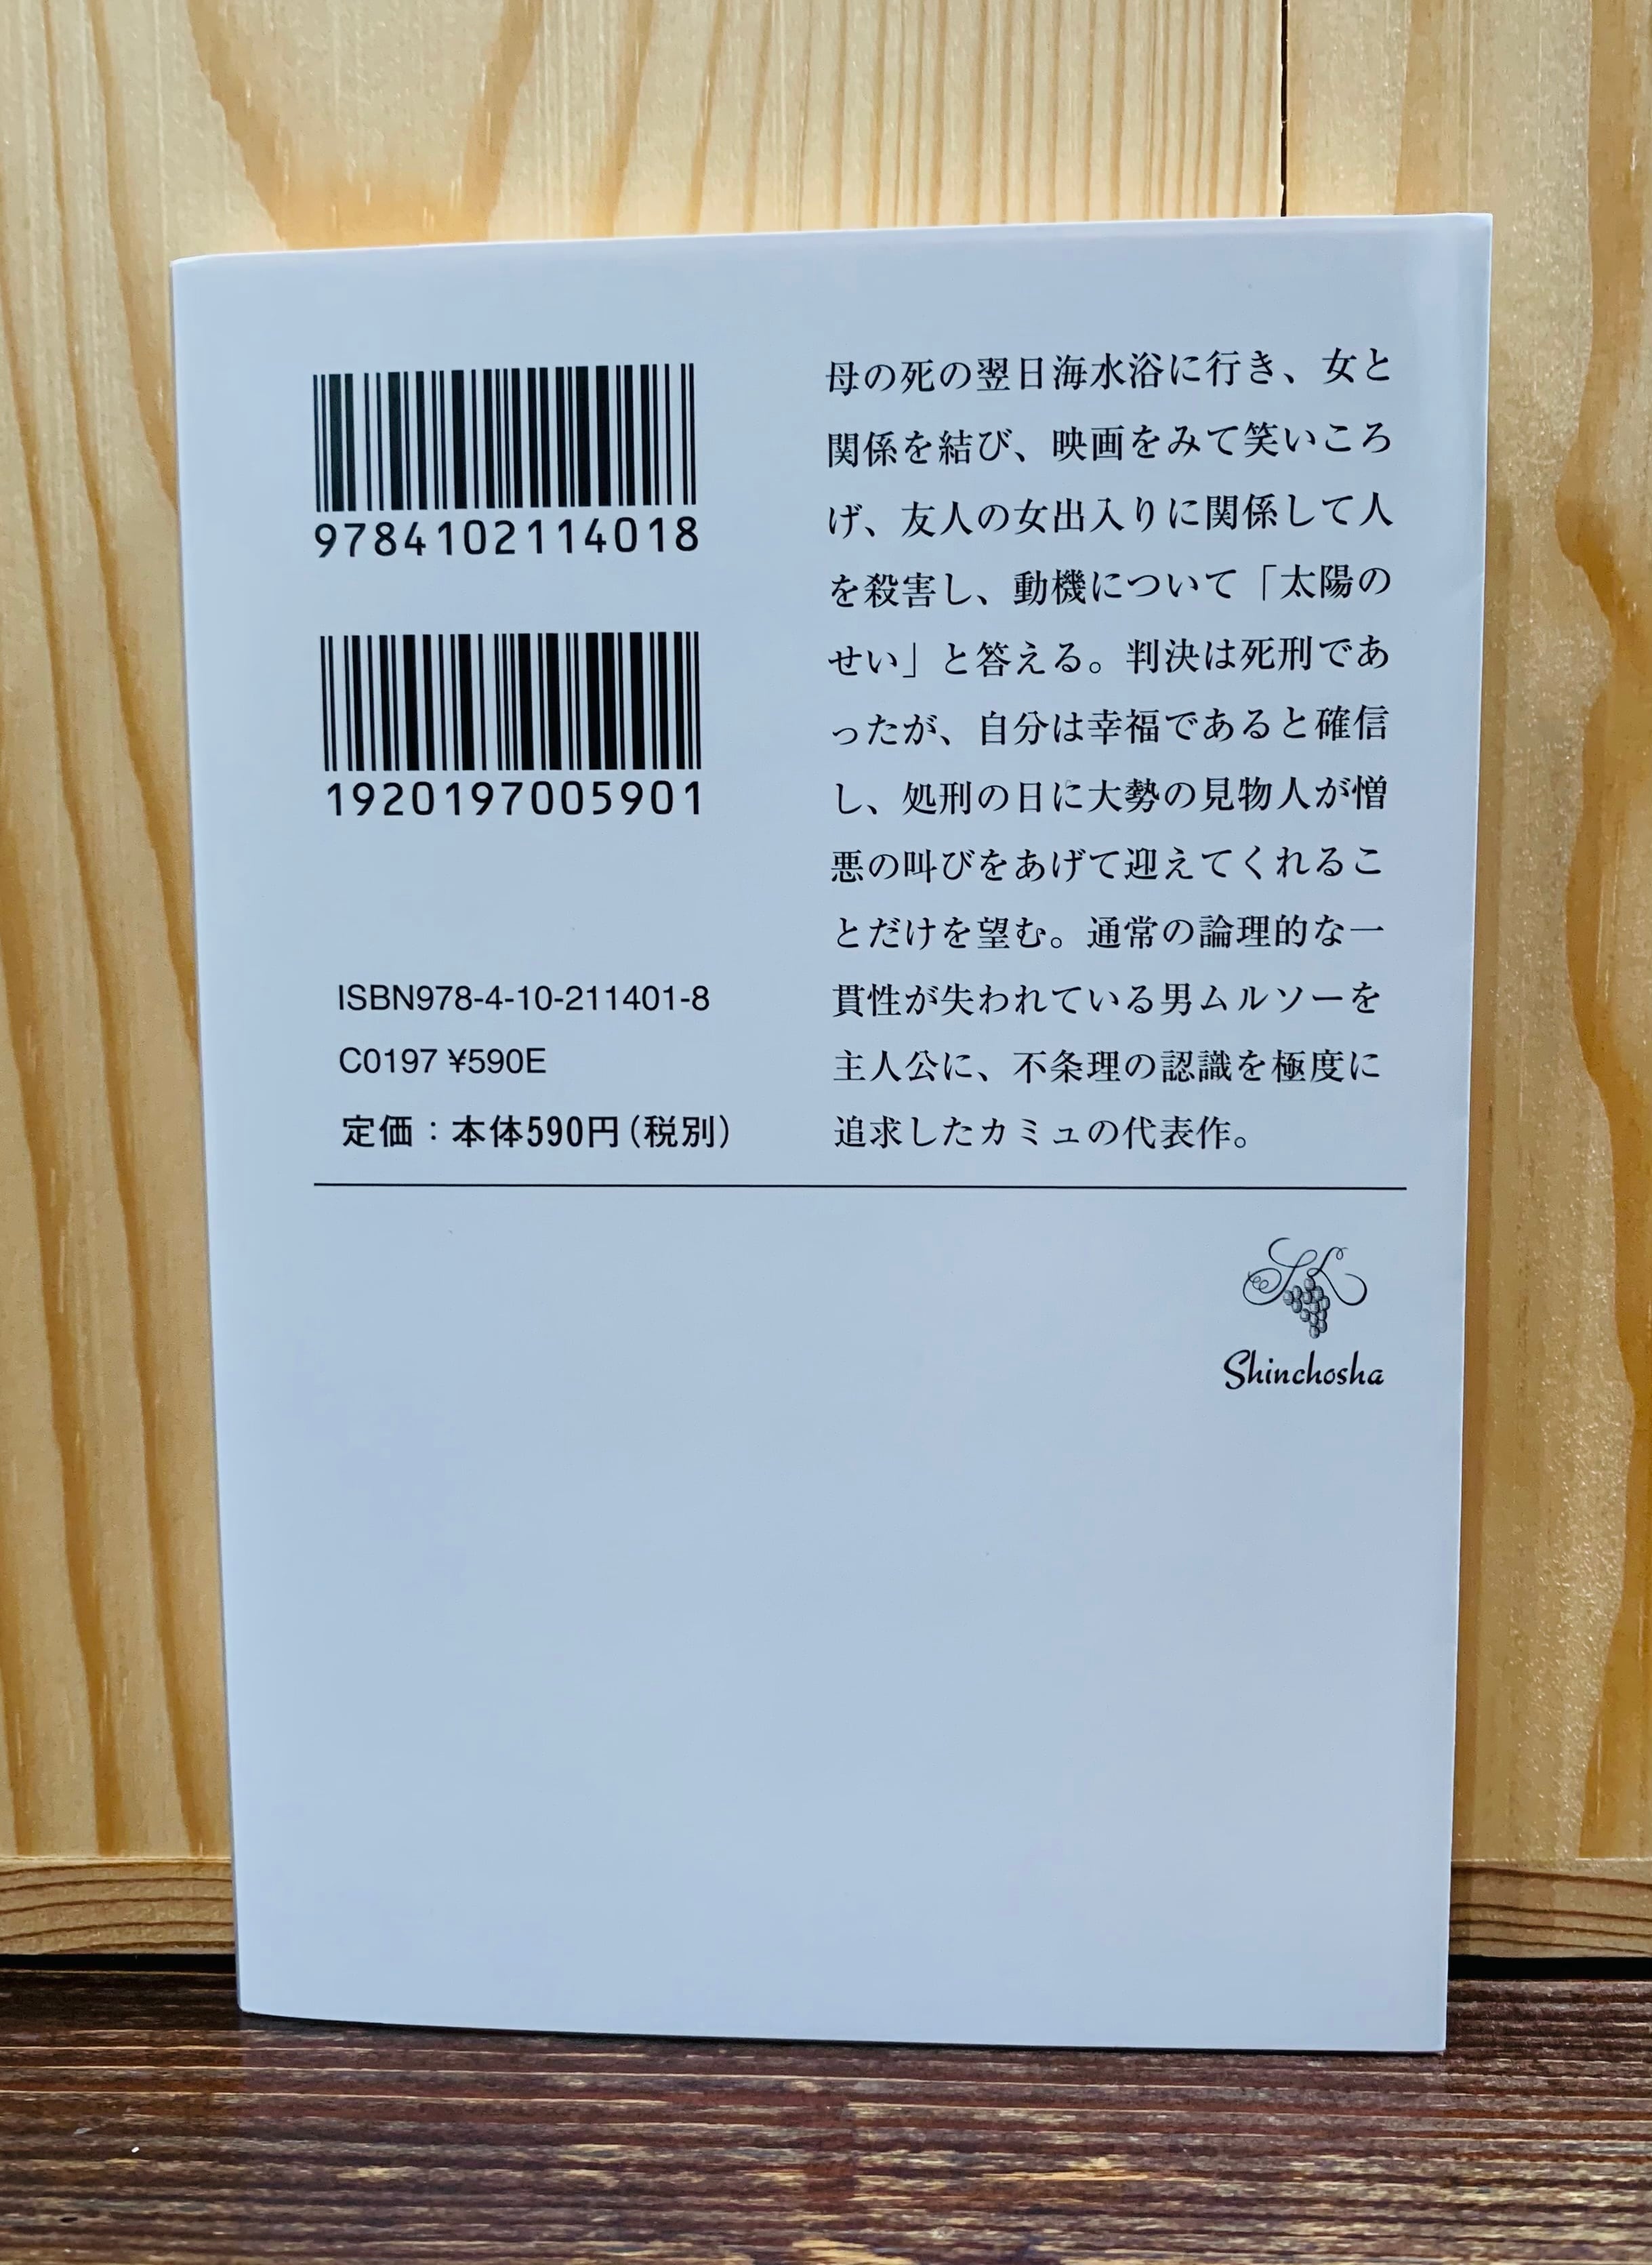 9784102114018
1920197005901
ISBN978-4-10-211401-8
C0197 ¥590E
定価：本体590円（税別）
母の死の翌日海水浴に行き、女と
関係を結び、映画をみて笑いころ
げ、友人の女出入りに関係して人
を殺害し、動機について「太陽の
せい」と答える。判決は死刑であ
ったが、自分は幸福であると確信
し、処刑の日に大勢の見物人が憎
悪の叫びをあげて迎えてくれるこ
とだけを望む。通常の論理的な一
貫性が失われている男ムルソーを
主人公に、不条理の認識を極度に
追求したカミュの代表作。
Shinchosha